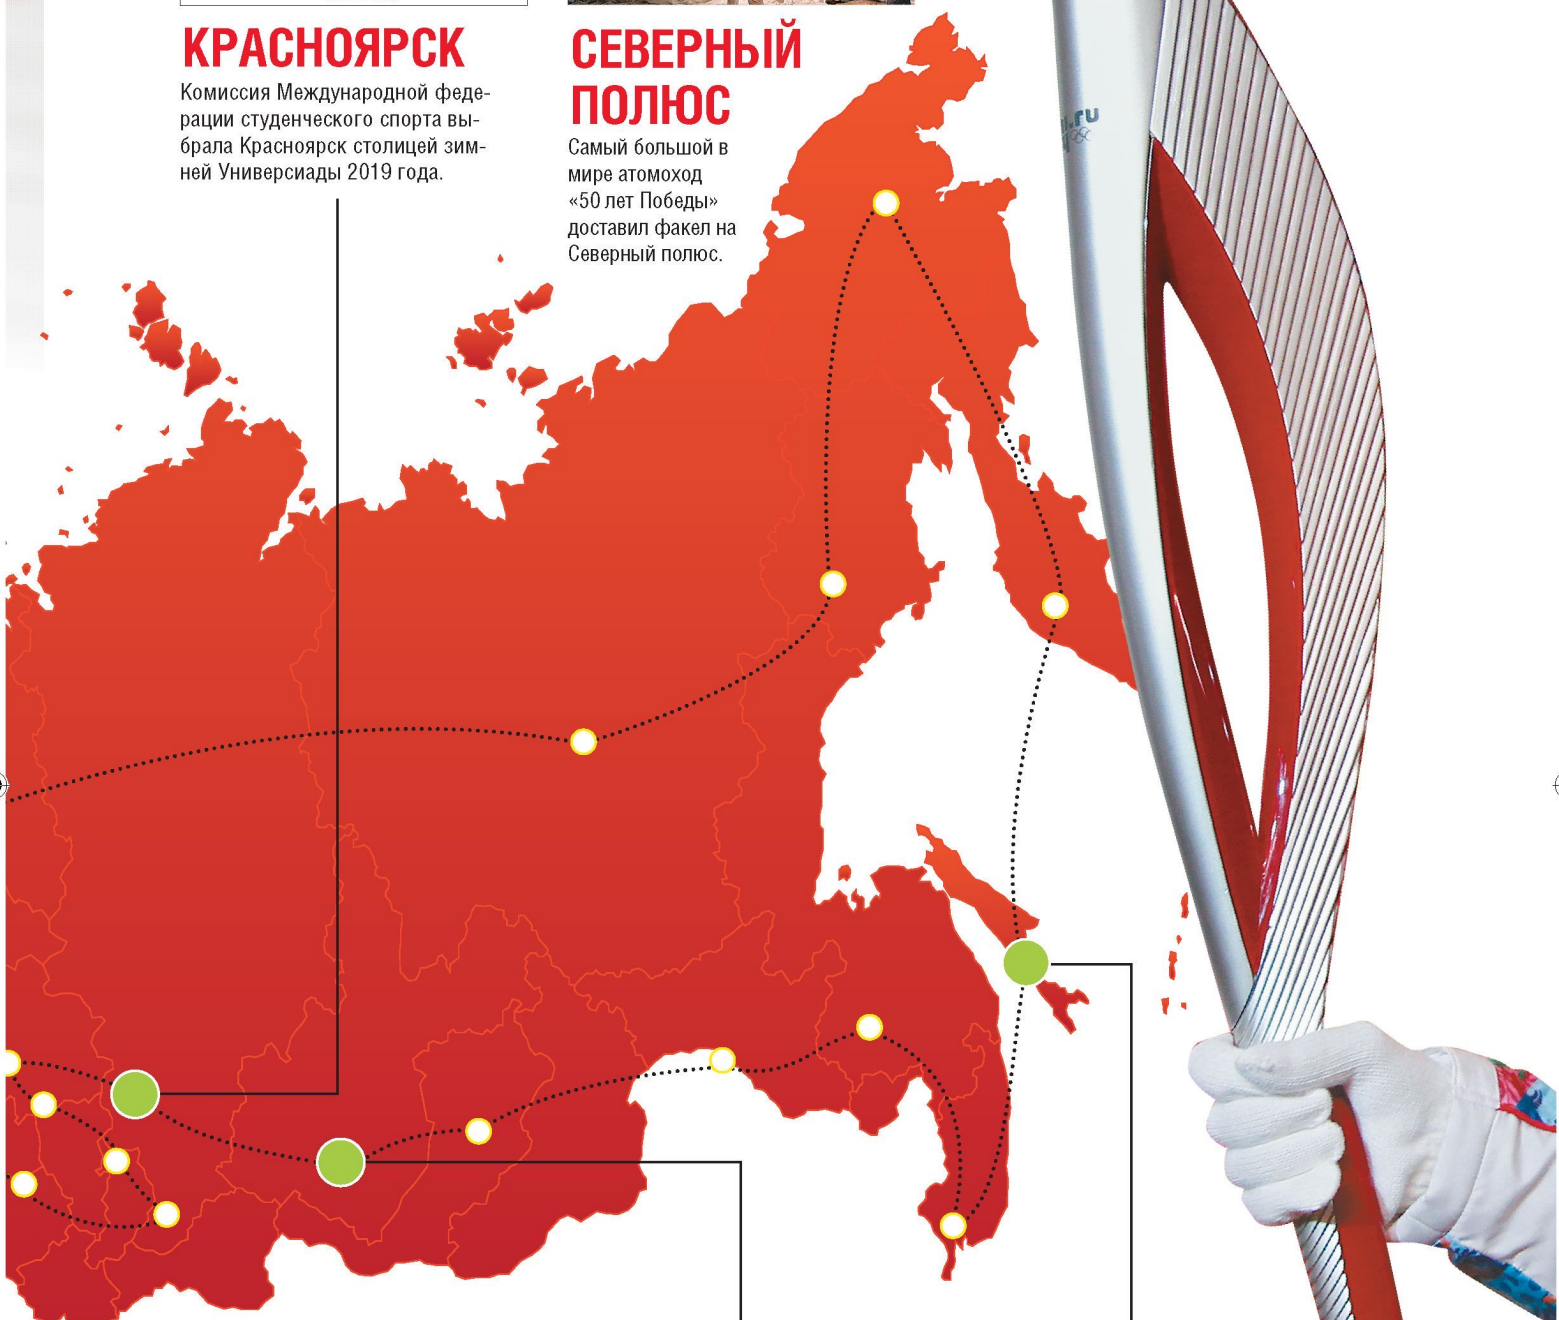 КРАСНОЯРСК
Комиссия Международной феде-
рации студенческого спорта вы-
брала Красноярск столицей зим-
ней Универсиады 2019 года.
СЕВЕРНЫЙ
ПОЛЮС
Самый большой в
мире атомоход
«50 лет Победы»
доставил факел на
Северный полюс.
.ru